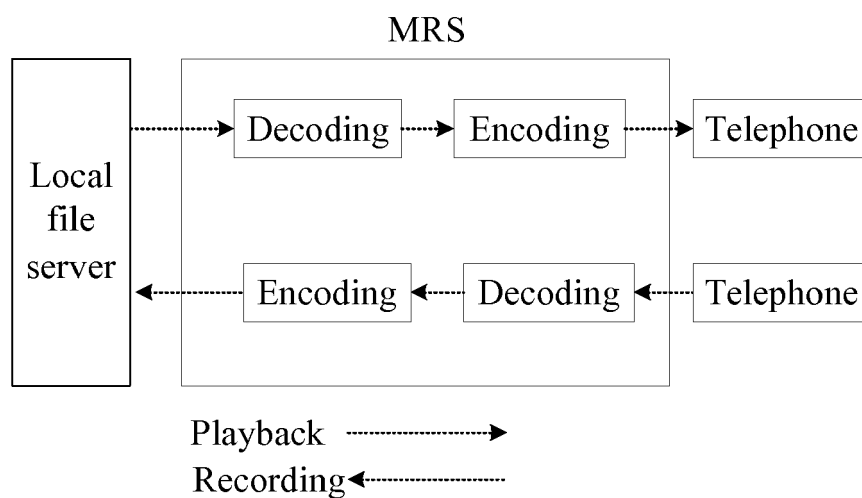 MRS
Local
file
server
Decoding
Encoding
Telephone
Encoding
Decoding
Telephone
Playback
Recording